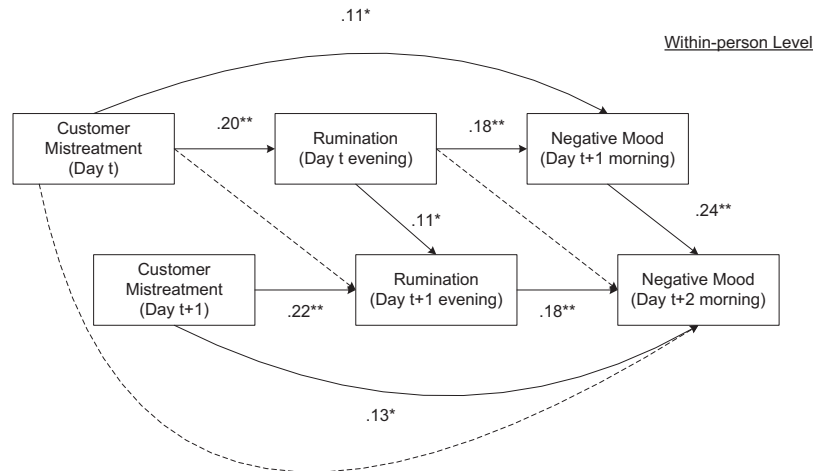 .11*
Within-person Level
Customer
Mistreatment
(Day t)
.20**
Rumination
(Day t evening)
.18**
Negative Mood
(Day t+1 morning)
.11*
.24**
Customer
Mistreatment
(Day t+1)
.22**
Rumination
(Day t+1 evening)
.18**
Negative Mood
(Day t+2 morning)
.13*